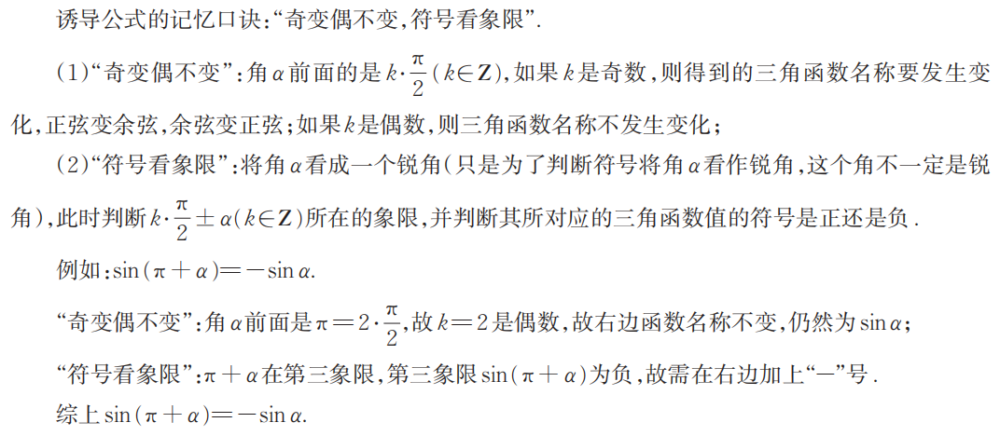 诱导公式的记忆口诀:“奇变偶不变,符号看象限”.
(1)“奇变偶不变”:角α前面的是k·π/2(k∈Z),如果k是奇数,则得到的三角函数名称要发生变
化,正弦变余弦,余弦变正弦;如果k是偶数,则三角函数名称不发生变化;
(2)“符号看象限”:将角α看成一个锐角(只是为了判断符号将角α看作锐角,这个角不一定是锐
角),此时判断k·π/2±α(k∈Z)所在的象限,并判断其所对应的三角函数值的符号是正还是负.
例如:sin(π+α)=-sin α.
“奇变偶不变”:角α前面是π=2·π/2,故k=2是偶数,故右边函数名称不变,仍然为sin α;
“符号看象限”:π+α在第三象限,第三象限sin(π+α)为负,故需在右边加上“-”号.
综上sin(π+α)=-sin α.